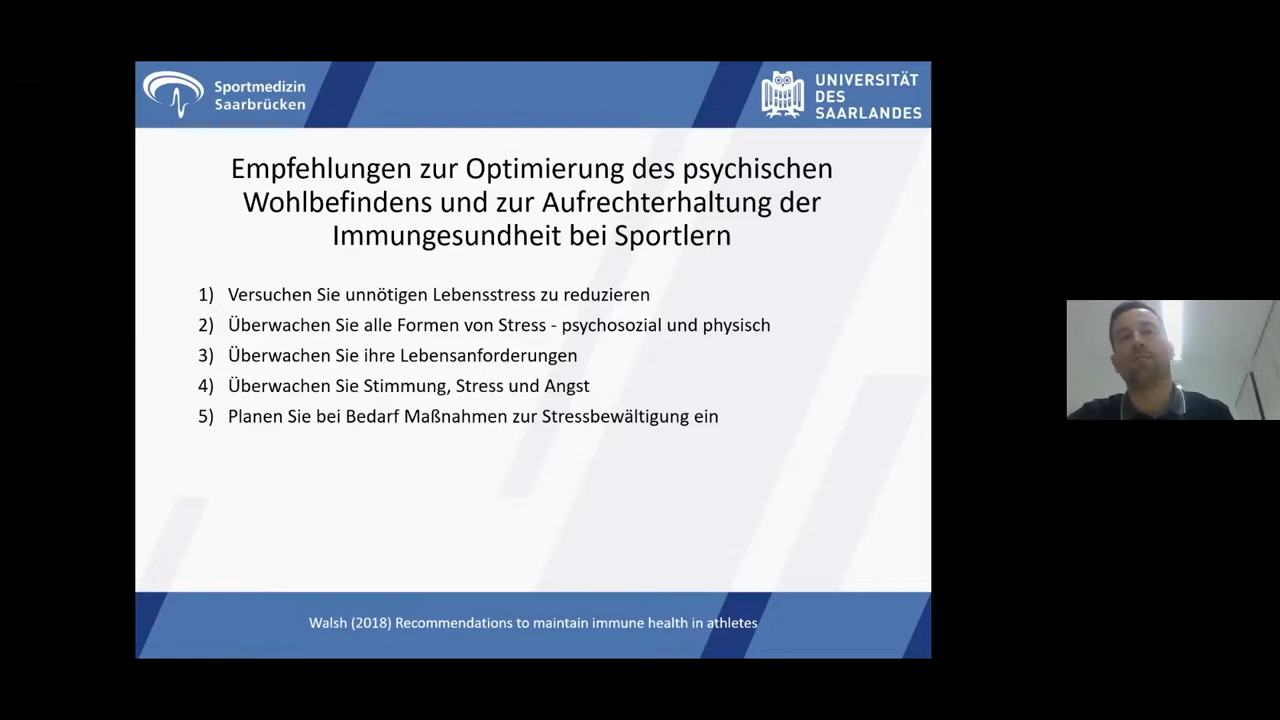 Sportmedizin
Saarbrücken
UNIVERSITÄT
DES
SAARLANDES
Empfehlungen zur Optimierung des psychischen
Wohlbefindens und zur Aufrechterhaltung der
Immungesundheit bei Sportlern
1) Versuchen Sie unnötigen Lebensstress zu reduzieren
2) Überwachen Sie alle Formen von Stress - psychosozial und physisch
3) Überwachen Sie ihre Lebensanforderungen
4) Überwachen Sie Stimmung, Stress und Angst
5) Planen Sie bei Bedarf Maßnahmen zur Stressbewältigung ein
Walsh (2018) Recommendations to maintain immune health in athletes